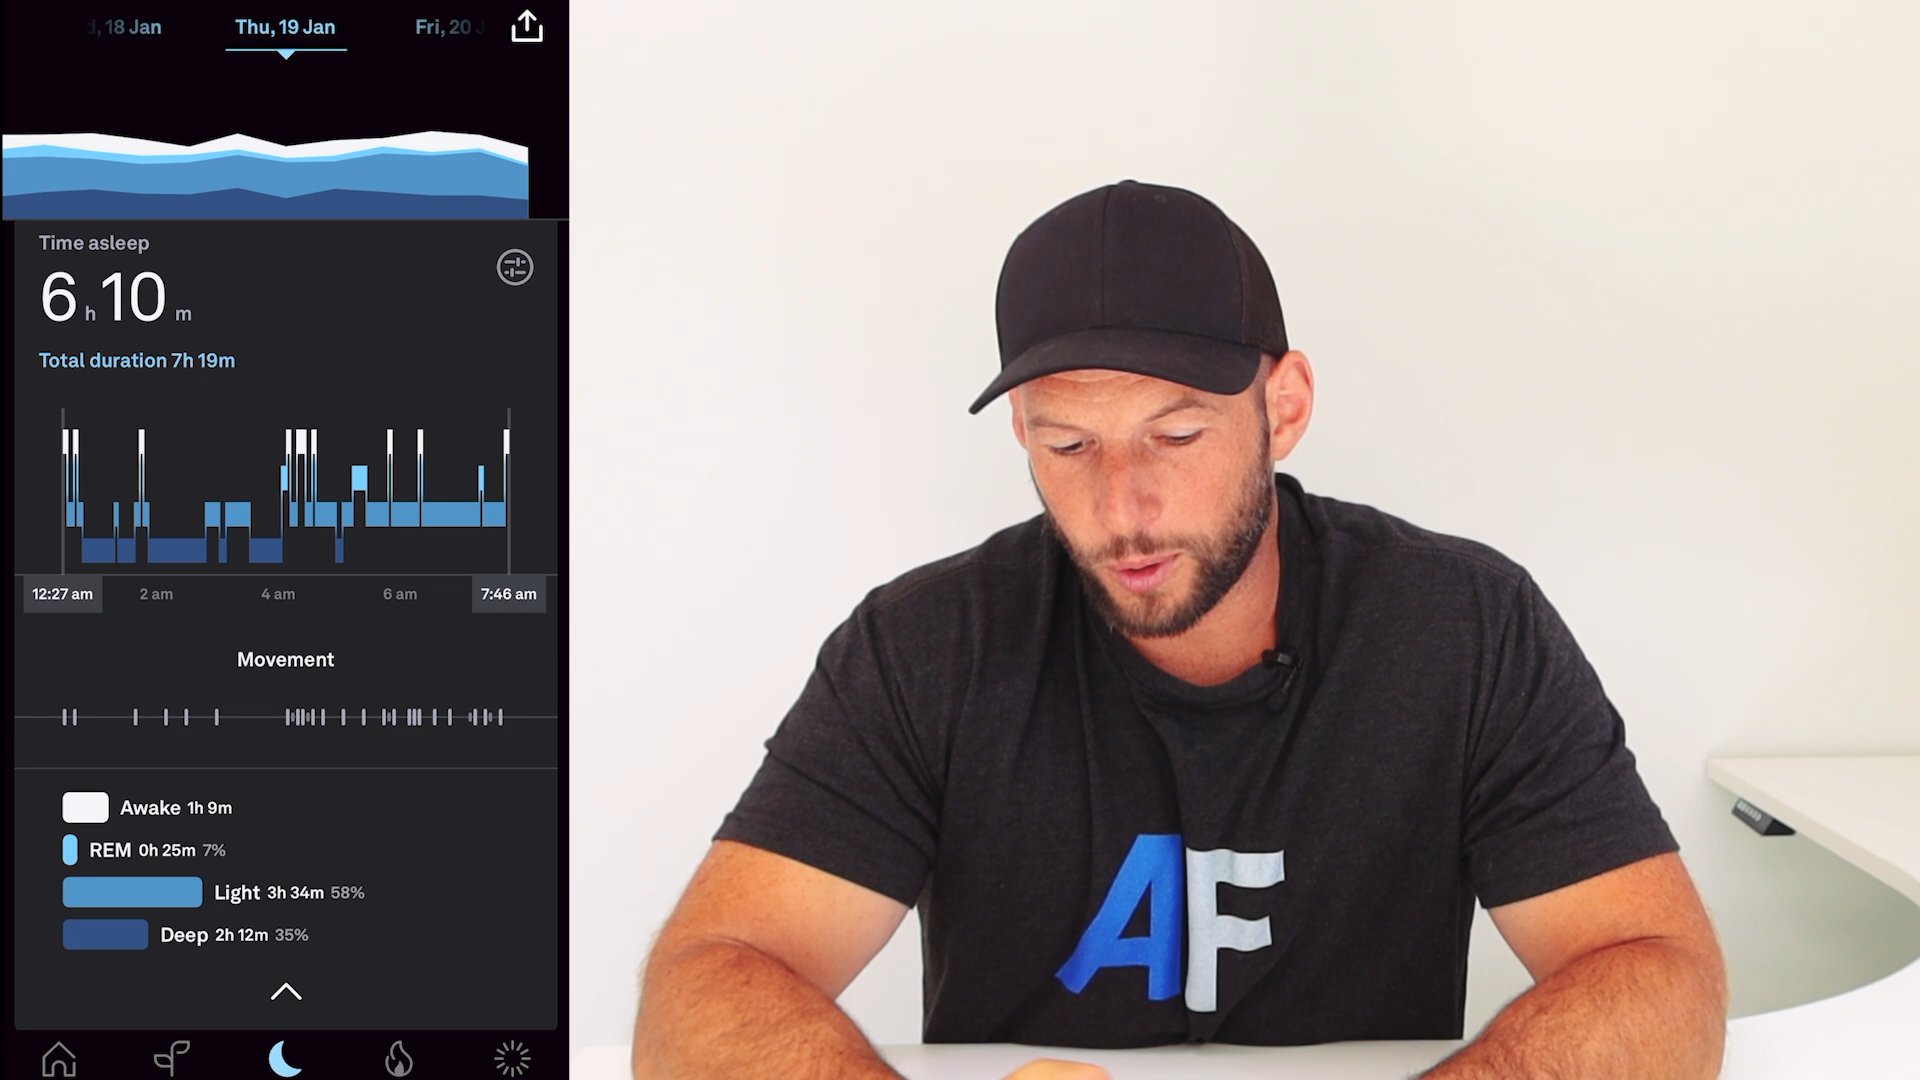 d, 18 Jan
Thu, 19 Jan
Fri, 20 J
Time asleep
6 h 10 m
Total duration 7h 19m
12:27 am
2 am
4 am
6 am
7:46 am
Movement
Awake 1h 9m
REM 0h 25m 7%
Light 3h 34m 58%
Deep 2h 12m 35%
AF